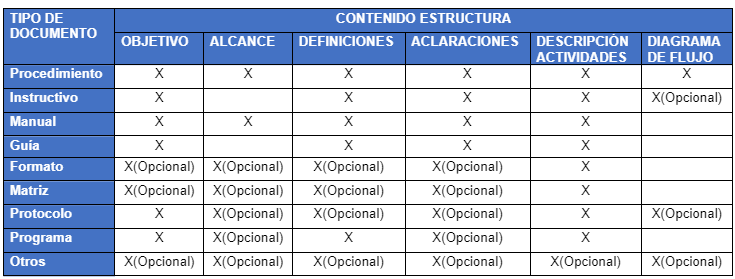 TIPO DE DOCUMENTO CONTENIDO ESTRUCTURA
OBJETIVO ALCANCE DEFINICIONES ACLARACIONES DESCRIPCIÓN ACTIVIDADES DIAGRAMA DE FLUJO
Procedimiento X X X X X X
Instructivo X X X X X(Opcional)
Manual X X X X X
Guía X X X X
Formato X(Opcional) X(Opcional) X(Opcional) X(Opcional) X
Matriz X(Opcional) X(Opcional) X(Opcional) X(Opcional) X
Protocolo X X(Opcional) X(Opcional) X(Opcional) X X(Opcional)
Programa X X(Opcional) X X(Opcional) X
Otros X(Opcional) X(Opcional) X(Opcional) X(Opcional) X(Opcional) X(Opcional)